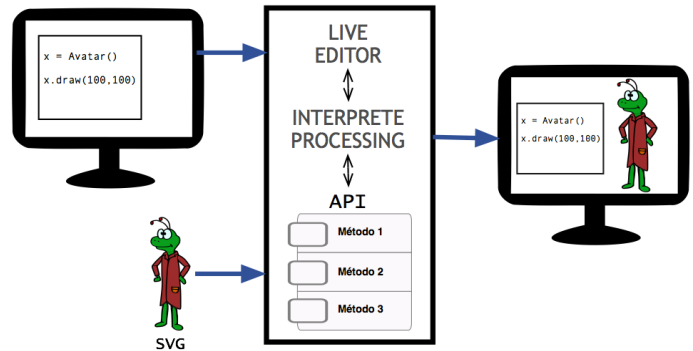 x = Avatar()
x.draw(100,100)
LIVE
EDITOR
INTERPRETE
PROCESSING
API
Método 1
Método 2
Método 3
SVG
x = Avatar()
x.draw(100,100)